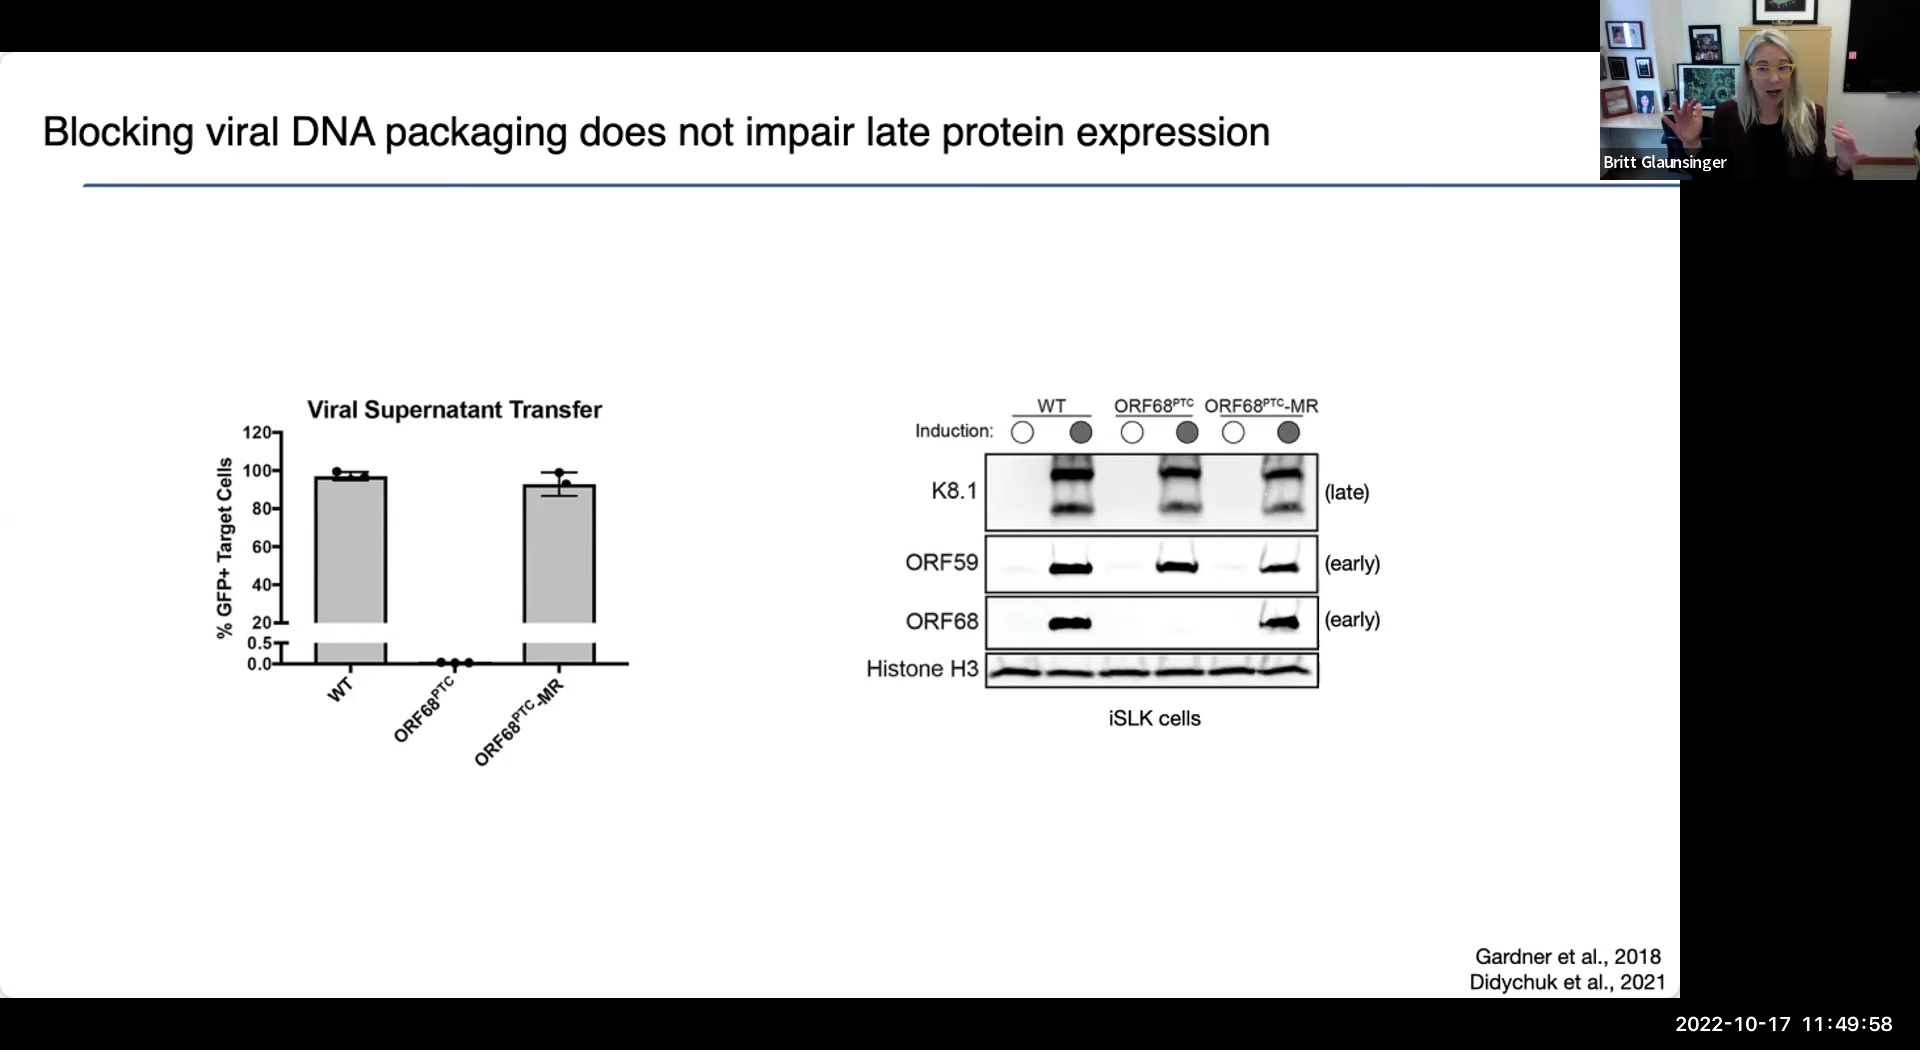 Blocking viral DNA packaging does not impair late protein expression
Britt Glaunsinger
Viral Supernatant Transfer
% GFP+ Target Cells
120
100
80
60
40
20
0.5
0.0
WT
ORF68PTC
ORF68PTC-MR
WT ORF68PTC ORF68PTC-MR
Induction:
K8.1 (late)
ORF59 (early)
ORF68 (early)
Histone H3
iSLK cells
Gardner et al., 2018
Didychuk et al., 2021
2022-10-17 11:49:58